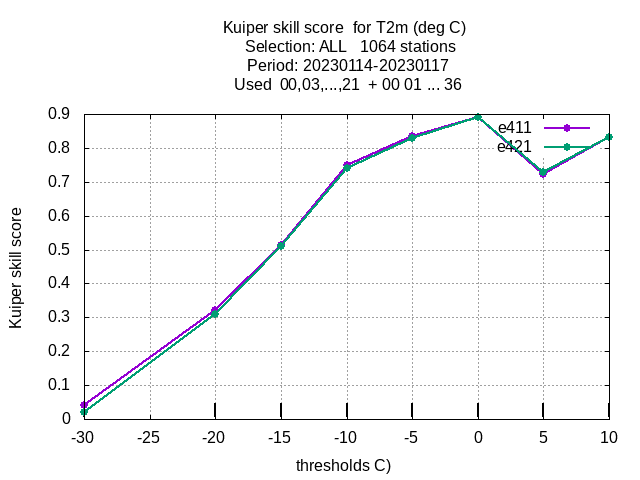 Kuiper skill score  for T2m (deg C)
Selection: ALL   1064 stations
Period: 20230114-20230117
Used  00,03,...,21  + 00 01 ... 36
0.9
0.8
0.7
0.6
0.5
0.4
0.3
0.2
0.1
0
Kuiper skill score
e411
e421
-30 -25 -20 -15 -10 -5 0 5 10
thresholds C)